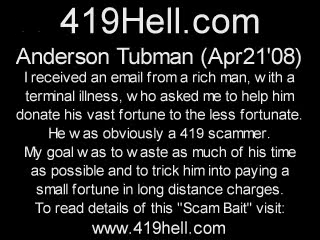 419Hell.com
Anderson Tubman (Apr21'08)
I received an email from a rich man, with a
terminal illness, who asked me to help him
donate his vast fortune to the less fortunate.
He was obviously a 419 scammer.
My goal was to waste as much of his time
as possible and to trick him into paying a
small fortune in long distance charges.
To read details of this "Scam Bait" visit:
www.419hell.com